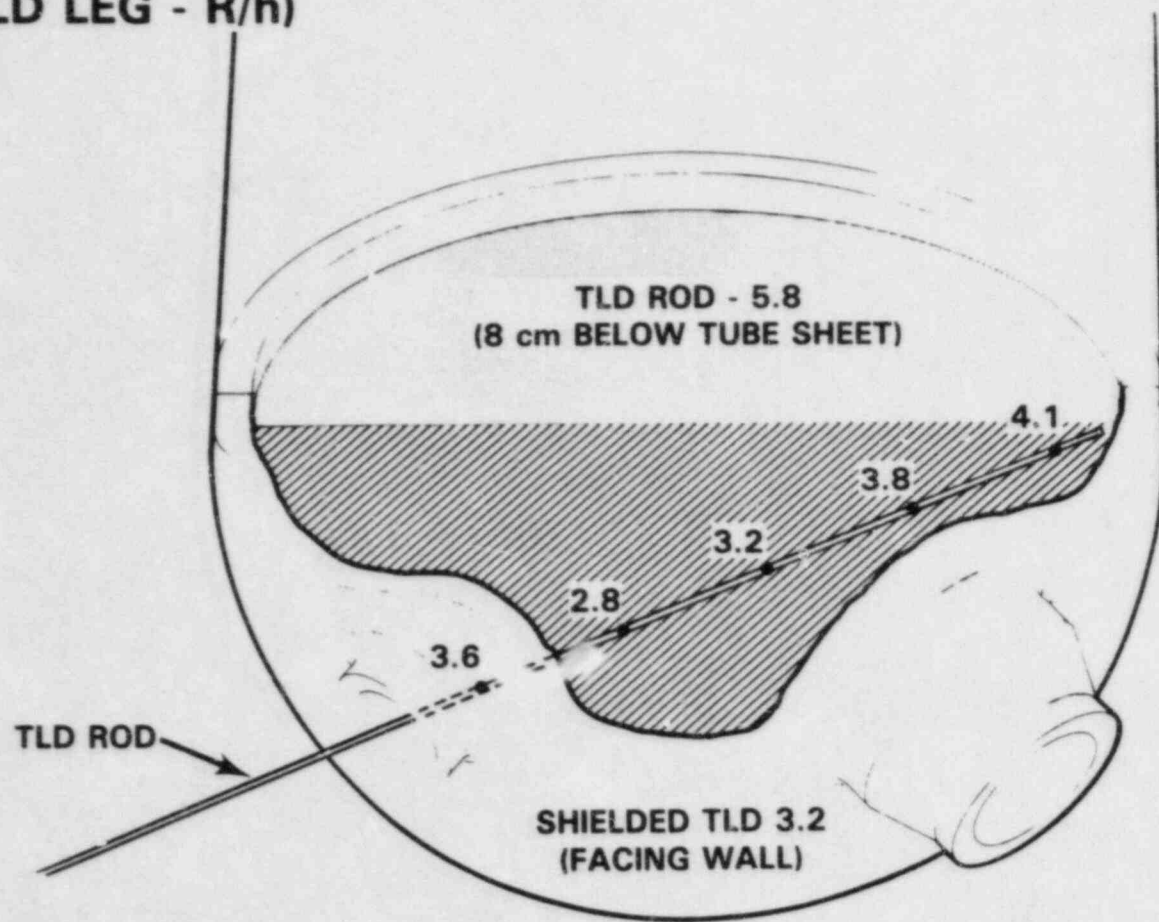 LD LEG - R/h)
TLD ROD - 5.8
(8 cm BELOW TUBE SHEET)
4.1
3.8
3.2
2.8
3.6
TLD ROD
SHIELDED TLD 3.2
(FACING WALL)